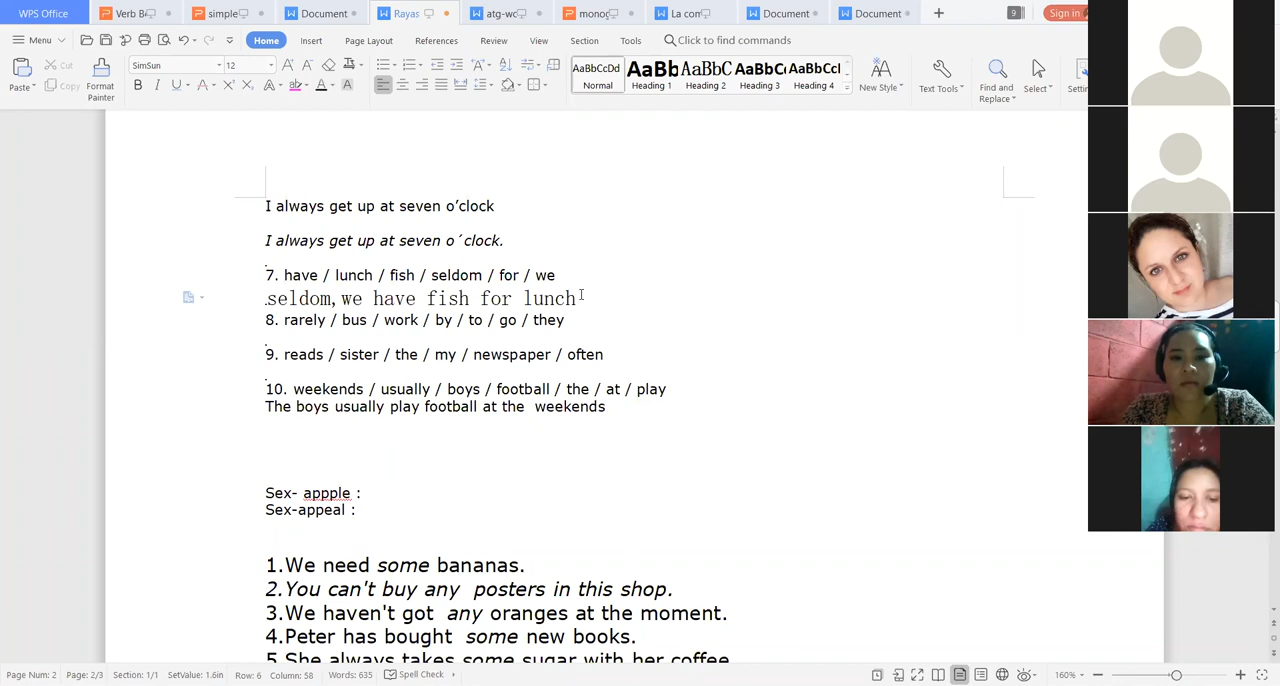 WPS Office
Verb B
simple
Document
Rayas
atg-wo
monog
La com
Document
Document
9
Sign in
Menu
Home
Insert
Page Layout
References
Review
View
Section
Tools
Click to find commands
Paste
Cut
Copy
Format
Painter
SimSun
12
AaBbCcDd
Normal
AaBb
Heading 1
AaBbC
Heading 2
AaBbC
Heading 3
AaBbCcl
Heading 4
New Style
Text Tools
Find and
Replace
Select
I always get up at seven o’clock
I always get up at seven o´clock.
7. have / lunch / fish / seldom / for / we
seldom,we have fish for lunch
8. rarely / bus / work / by / to / go / they
9. reads / sister / the / my / newspaper / often
10. weekends / usually / boys / football / the / at / play
The boys usually play football at the  weekends
Sex- appple :
Sex-appeal :
1.We need some bananas.
2.You can't buy any  posters in this shop.
3.We haven't got  any oranges at the moment.
4.Peter has bought  some new books.
5.She always takes some sugar with her coffee
Page Num: 2
Page: 2/3
Section: 1/1
SetValue: 1.6in
Row: 6
Column: 58
Words: 635
Spell Check
160%